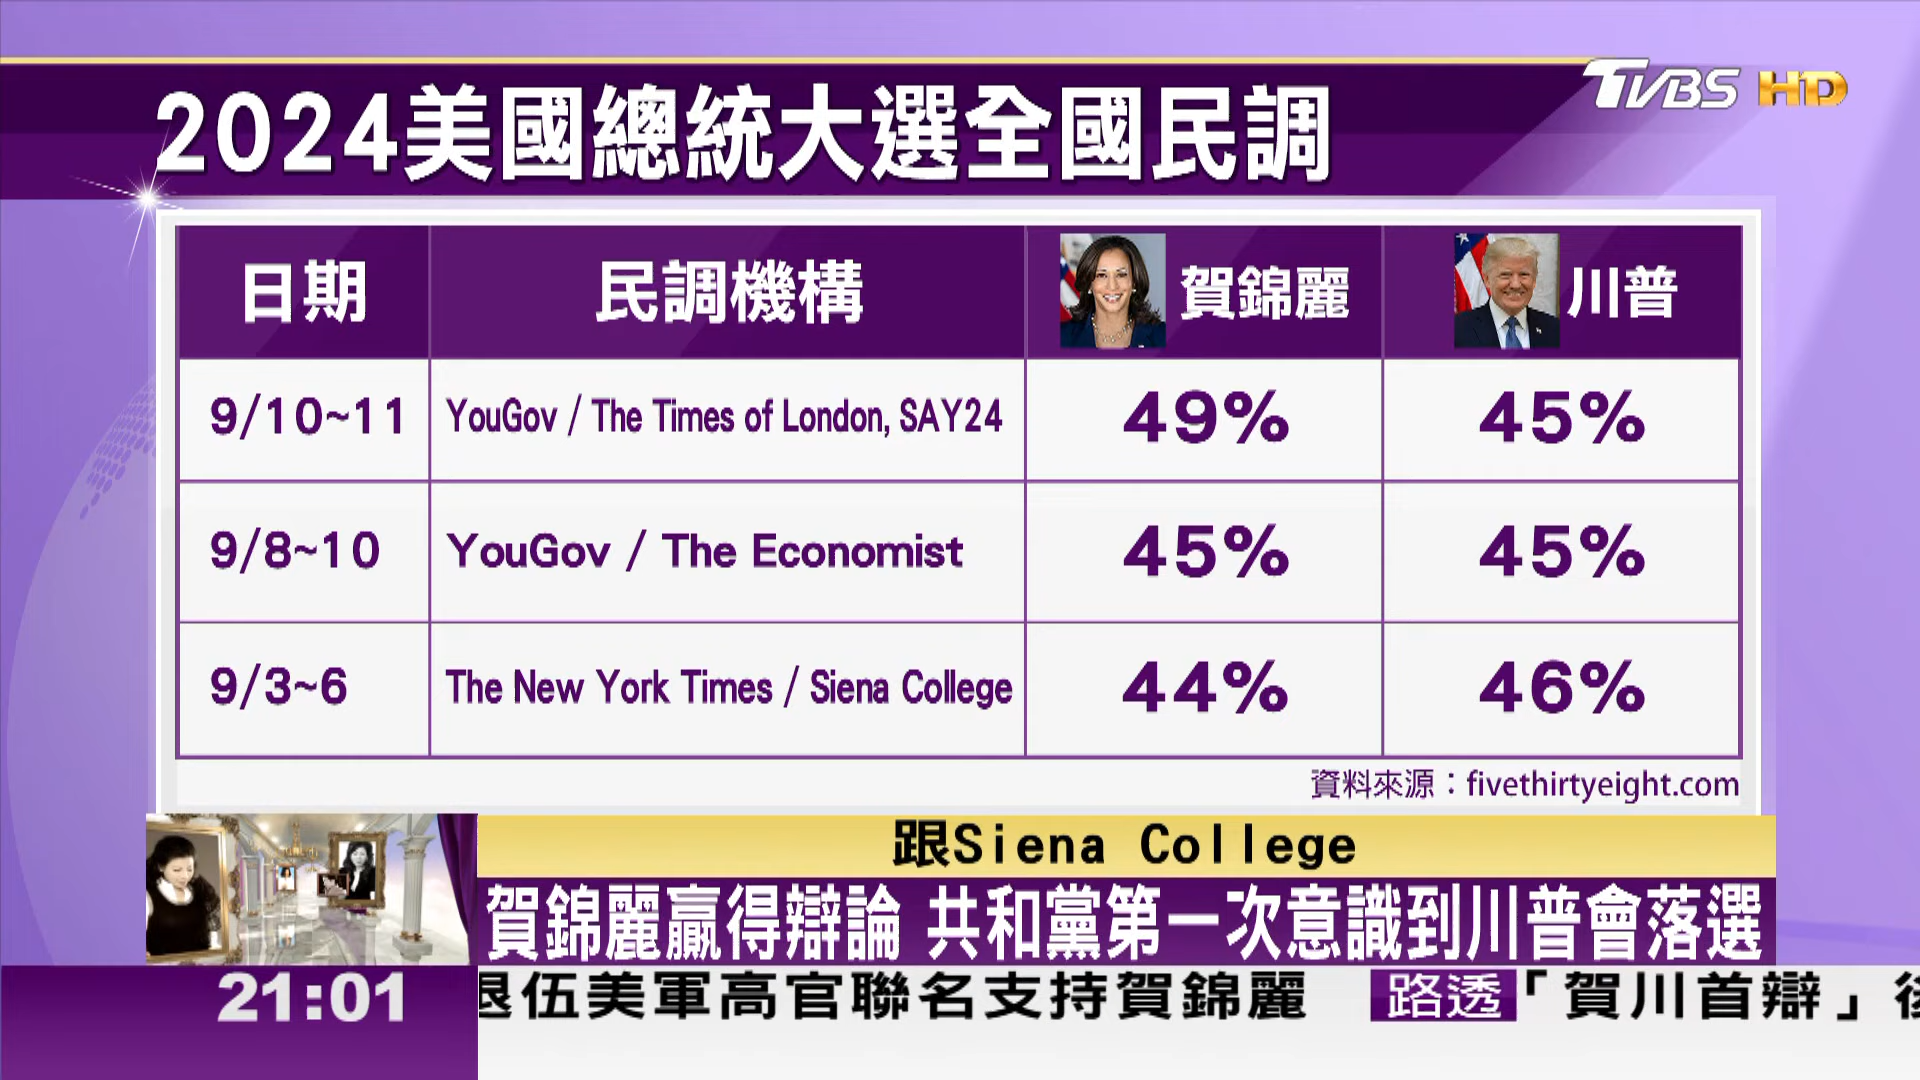 TVBS HD
2024美國總統大選全國民調
日期 民調機構 賀錦麗 川普
9/10~11 YouGov / The Times of London, SAY24 49% 45%
9/8~10 YouGov / The Economist 45% 45%
9/3~6 The New York Times / Siena College 44% 46%
資料來源：fivethirtyeight.com
跟Siena College
賀錦麗贏得辯論 共和黨第一次意識到川普會落選
21:01 退伍美軍高官聯名支持賀錦麗 路透「賀川首辯」後